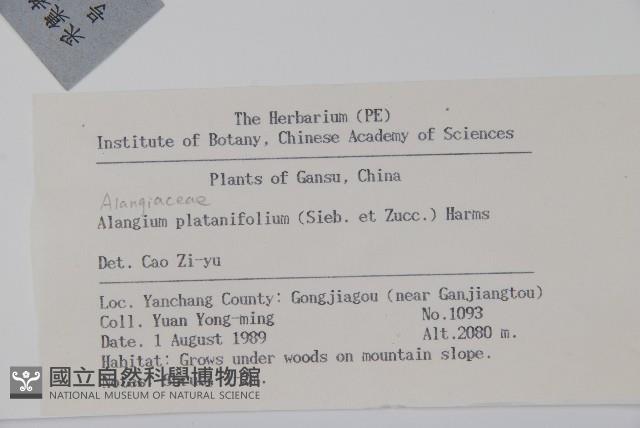 The Herbarium (PE)
Institute of Botany, Chinese Academy of Sciences
Plants of Gansu, China
Alangiaceae
Alangium platanifolium (Sieb. et Zucc.) Harms
Det. Cao Zi-yu
Loc. Yanchang County: Gongjiagou (near Ganjiangtou)
Coll. Yuan Yong-ming No.1093
Date. 1 August 1989 Alt.2080 m.
Habitat: Grows under woods on mountain slope.
國立自然科學博物館
NATIONAL MUSEUM OF NATURAL SCIENCE